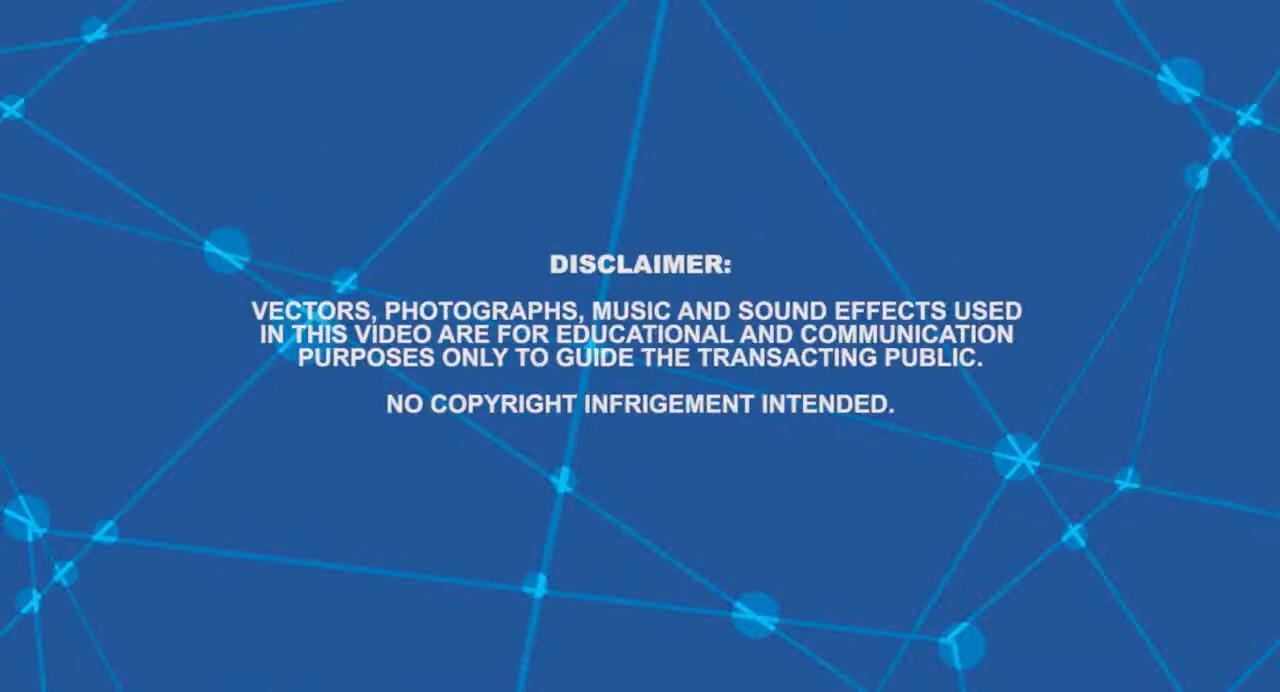 DISCLAIMER:
VECTORS, PHOTOGRAPHS, MUSIC AND SOUND EFFECTS USED
IN THIS VIDEO ARE FOR EDUCATIONAL AND COMMUNICATION
PURPOSES ONLY TO GUIDE THE TRANSACTING PUBLIC.
NO COPYRIGHT INFRIGEMENT INTENDED.